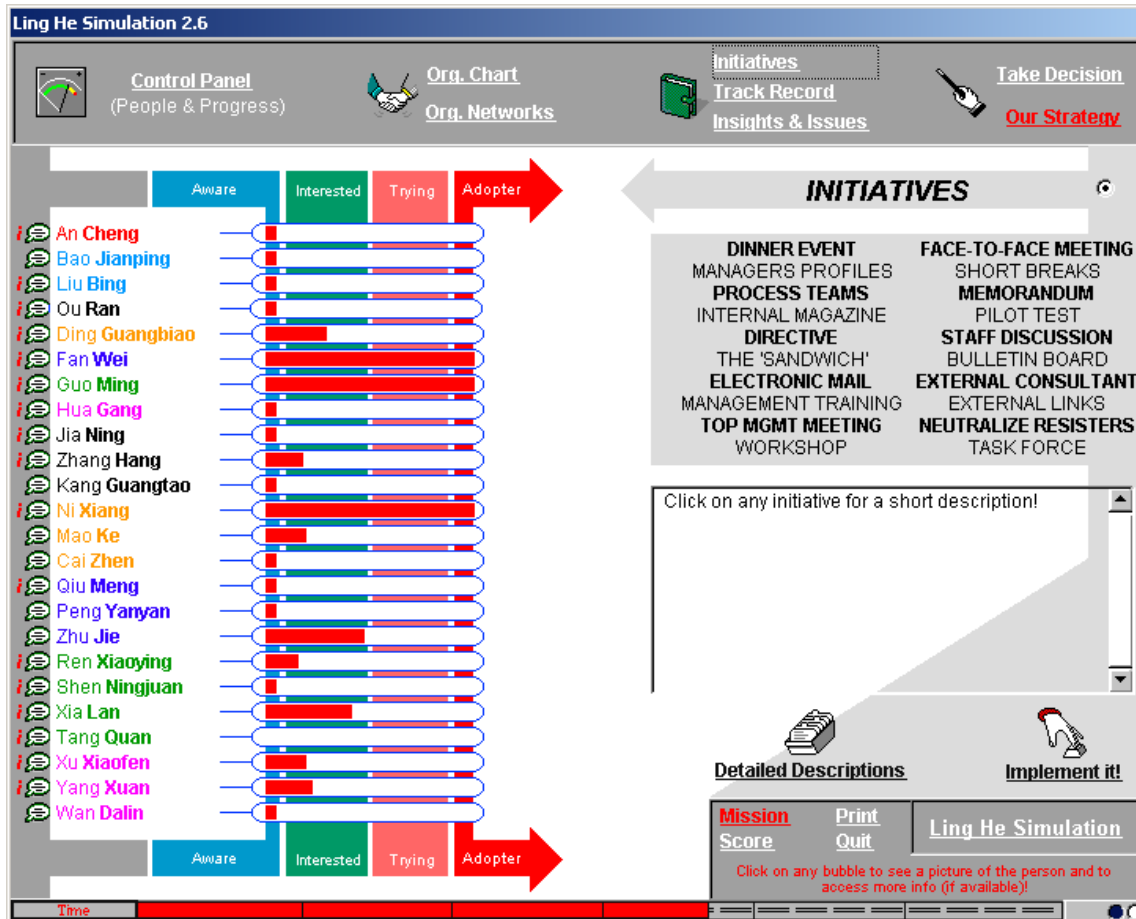 Ling He Simulation 2.6
Control Panel
(People & Progress)
Org. Chart
Org. Networks
Initiatives
Track Record
Insights & Issues
Take Decision
Our Strategy
Aware Interested Trying Adopter
i An Cheng
Bao Jianping
i Liu Bing
i Ou Ran
i Ding Guangbiao
i Fan Wei
i Guo Ming
i Hua Gang
i Jia Ning
i Zhang Hang
Kang Guangtao
i Ni Xiang
Mao Ke
Cai Zhen
i Qiu Meng
Peng Yanyan
Zhu Jie
i Ren Xiaoying
i Shen Ningjuan
i Xia Lan
i Tang Quan
i Xu Xiaofen
i Yang Xuan
Wan Dalin
Aware Interested Trying Adopter
INITIATIVES
DINNER EVENT FACE-TO-FACE MEETING
MANAGERS PROFILES SHORT BREAKS
PROCESS TEAMS MEMORANDUM
INTERNAL MAGAZINE PILOT TEST
DIRECTIVE STAFF DISCUSSION
THE 'SANDWICH' BULLETIN BOARD
ELECTRONIC MAIL EXTERNAL CONSULTANT
MANAGEMENT TRAINING EXTERNAL LINKS
TOP MGMT MEETING NEUTRALIZE RESISTERS
WORKSHOP TASK FORCE
Click on any initiative for a short description!
Detailed Descriptions
Implement it!
Mission Print
Score Quit
Ling He Simulation
Click on any bubble to see a picture of the person and to
access more info (if available)!
Time